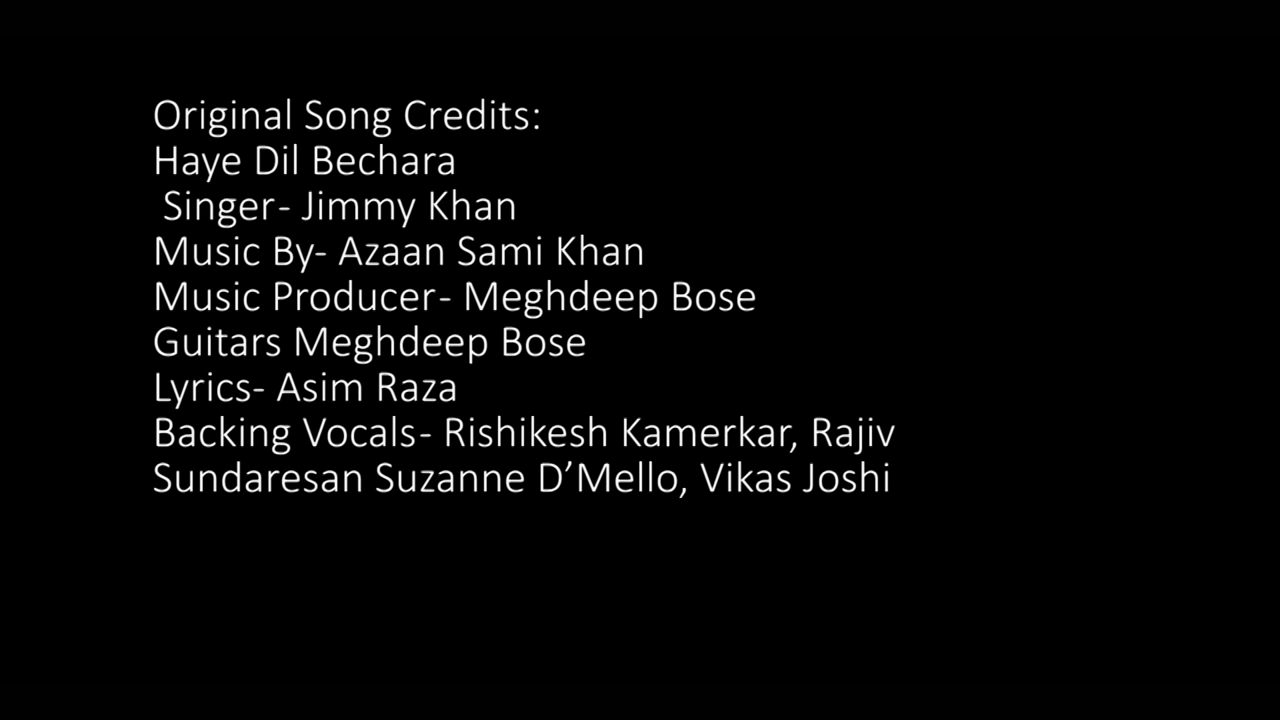 Original Song Credits:
Haye Dil Bechara
Singer- Jimmy Khan
Music By- Azaan Sami Khan
Music Producer- Meghdeep Bose
Guitars Meghdeep Bose
Lyrics- Asim Raza
Backing Vocals- Rishikesh Kamerkar, Rajiv
Sundaresan Suzanne D’Mello, Vikas Joshi